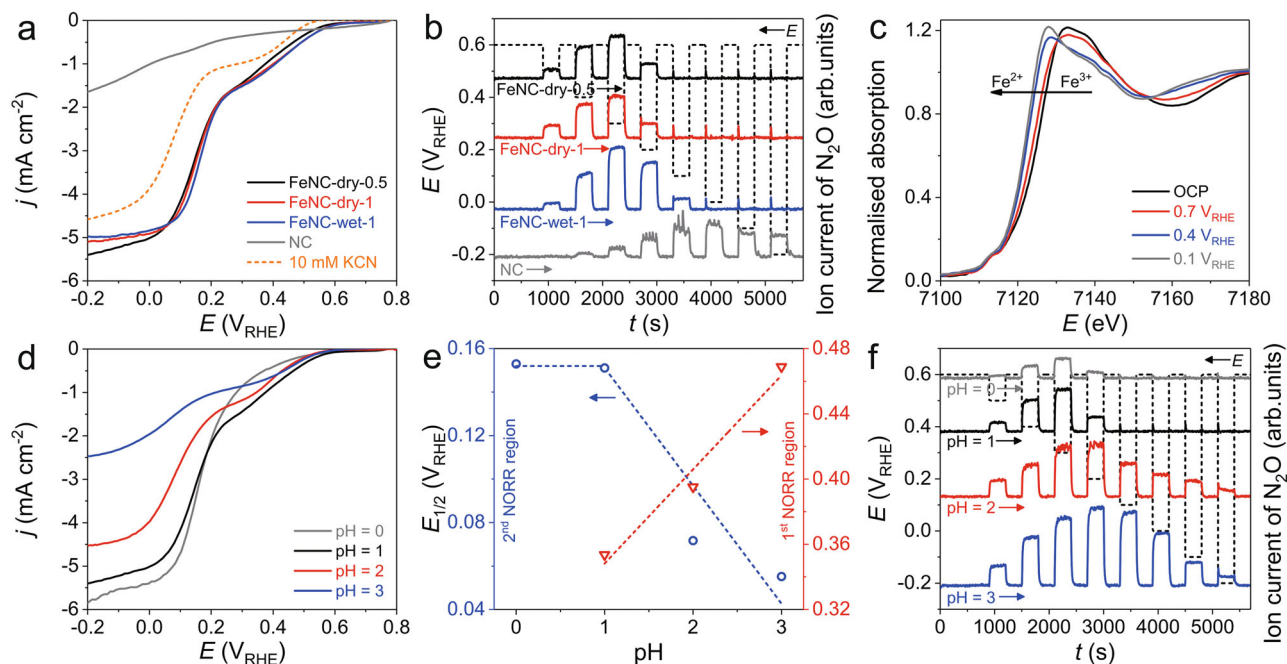 a
0
-1
-2
-3
-4
-5
-6
j (mA cm⁻²)
FeNC-dry-0.5
FeNC-dry-1
FeNC-wet-1
NC
10 mM KCN
-0.2 0.0 0.2 0.4 0.6 0.8
E (V_RHE)
b
0.6
0.4
0.2
0.0
-0.2
E (V_RHE)
E
FeNC-dry-0.5
FeNC-dry-1
FeNC-wet-1
NC
0 1000 2000 3000 4000 5000
t (s)
Ion current of N₂O (arb.units)
c
1.2
0.9
0.6
0.3
0.0
Normalised absorption
Fe²⁺ Fe³⁺
OCP
0.7 V_RHE
0.4 V_RHE
0.1 V_RHE
7100 7120 7140 7160 7180
E (eV)
d
0
-1
-2
-3
-4
-5
-6
j (mA cm⁻²)
pH = 0
pH = 1
pH = 2
pH = 3
-0.2 0.0 0.2 0.4 0.6 0.8
E (V_RHE)
e
0.16
0.12
0.08
0.04
E₁/₂ (V_RHE)
2ⁿᵈ NORR region
1ˢᵗ NORR region
0.48
0.44
0.40
0.36
0.32
0 1 2 3
pH
f
0.6
0.4
0.2
0.0
-0.2
E (V_RHE)
E
pH = 0
pH = 1
pH = 2
pH = 3
0 1000 2000 3000 4000 5000
t (s)
Ion current of N₂O (arb.units)